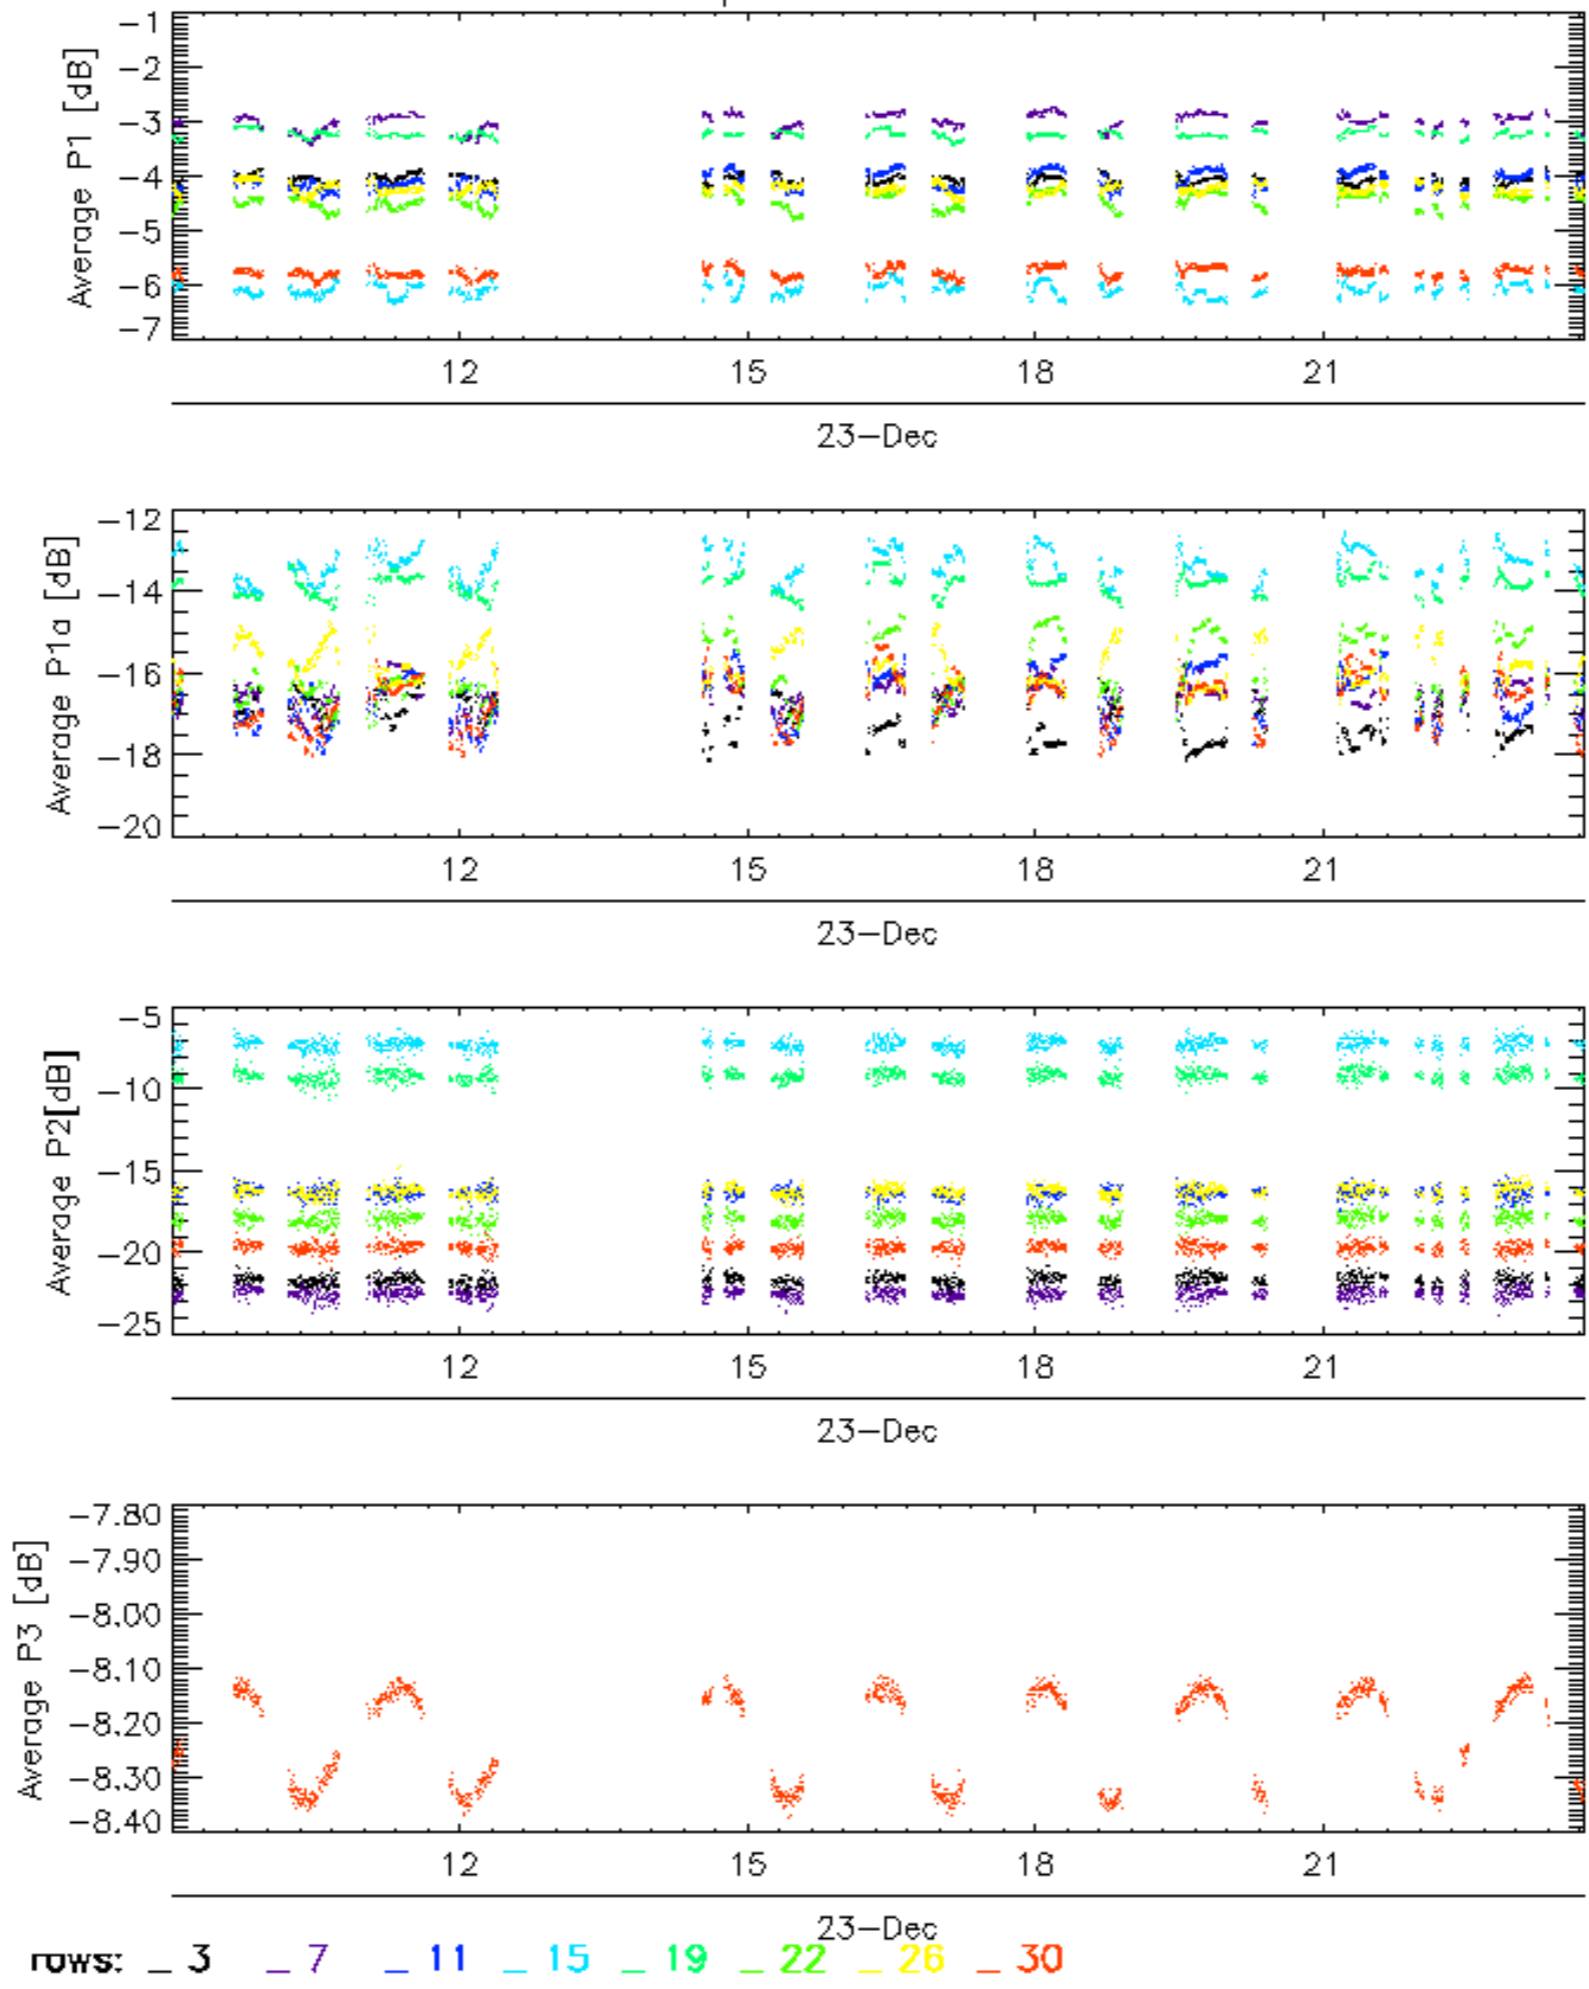 Average P1 [dB]
-1
-2
-3
-4
-5
-6
-7
12 15 18 21
23-Dec
Average P1a [dB]
-12
-14
-16
-18
-20
12 15 18 21
23-Dec
Average P2[dB]
-5
-10
-15
-20
-25
12 15 18 21
23-Dec
Average P3 [dB]
-7.80
-7.90
-8.00
-8.10
-8.20
-8.30
-8.40
12 15 18 21
23-Dec
rows: _ 3 _ 7 _ 11 _ 15 _ 19 _ 22 _ 26 _ 30